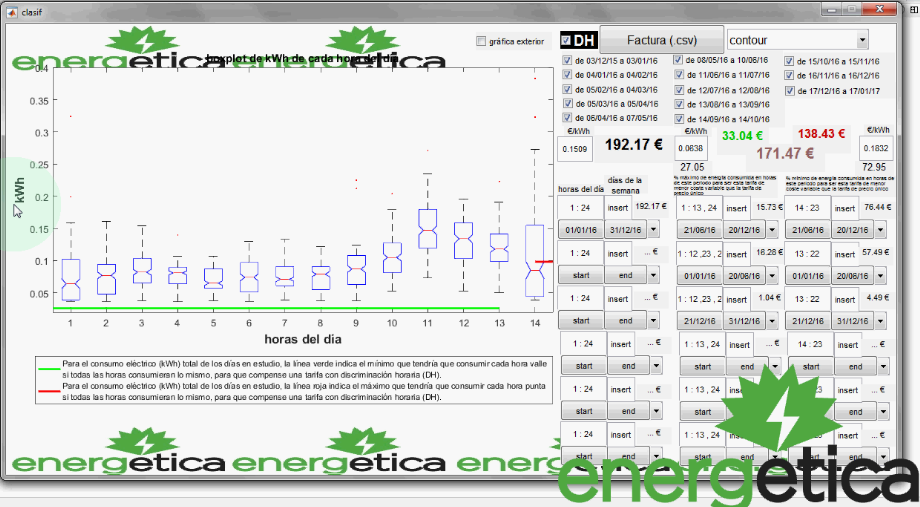 clasif
energetica energetica
boxplot de kWh de cada hora del día
gráfica exterior
DH
Factura (.csv)
contour
de 03/12/15 a 03/01/16
de 04/01/16 a 04/02/16
de 05/02/16 a 04/03/16
de 05/03/16 a 05/04/16
de 06/04/16 a 07/05/16
de 08/05/16 a 10/06/16
de 11/06/16 a 11/07/16
de 12/07/16 a 12/08/16
de 13/08/16 a 13/09/16
de 14/09/16 a 14/10/16
de 15/10/16 a 15/11/16
de 16/11/16 a 16/12/16
de 17/12/16 a 17/01/17
€/kWh
0.1509
192.17 €
€/kWh
0.0638
27.05
33.04 €
138.43 €
171.47 €
€/kWh
0.1832
72.95
0.4
0.35
0.3
0.25
0.2
0.15
0.1
0.05
kWh
1 2 3 4 5 6 7 8 9 10 11 12 13 14
horas del día
Para el consumo eléctrico (kWh) total de los días en estudio, la línea verde indica el mínimo que tendría que consumir cada hora valle
si todas las horas consumieran lo mismo, para que compense una tarifa con discriminación horaria (DH).
Para el consumo eléctrico (kWh) total de los días en estudio, la línea roja indica el máximo que tendría que consumir cada hora punta
si todas las horas consumieran lo mismo, para que compense una tarifa con discriminación horaria (DH).
horas del día
días de la
semana
% máximo de energía consumida en horas
de este periodo para ser esta tarifa de
menor coste variable que la tarifa de
precio único
% mínimo de energía consumida en horas de
este periodo para ser esta tarifa de menor
coste variable que la tarifa de precio único
1 : 24 insert 192.17 € 1 : 13 , 24 insert 15.73 € 14 : 23 insert 76.44 €
01/01/16 31/12/16 21/06/16 20/12/16 21/06/16 20/12/16
1 : 24 insert ... € 1 : 12 ,23 , insert 16.28 € 13 : 22 insert 57.49 €
start end 01/01/16 20/06/16 01/01/16 20/06/16
1 : 24 insert ... € 1 : 12 ,23 , 2 insert 1.04 € 13 : 22 insert 4.49 €
start end 21/12/16 31/12/16 21/12/16 31/12/16
1 : 24 insert ... € 1 : 13 , 24 insert ... € 14 : 23 insert ... €
start end start end
1 : 24 insert ... € 1 : 13 , 24 insert ... €
start end start end
1 : 24 insert ... € 1 : 13 , 24 insert ... €
start end
energetica energetica energetica
energetica